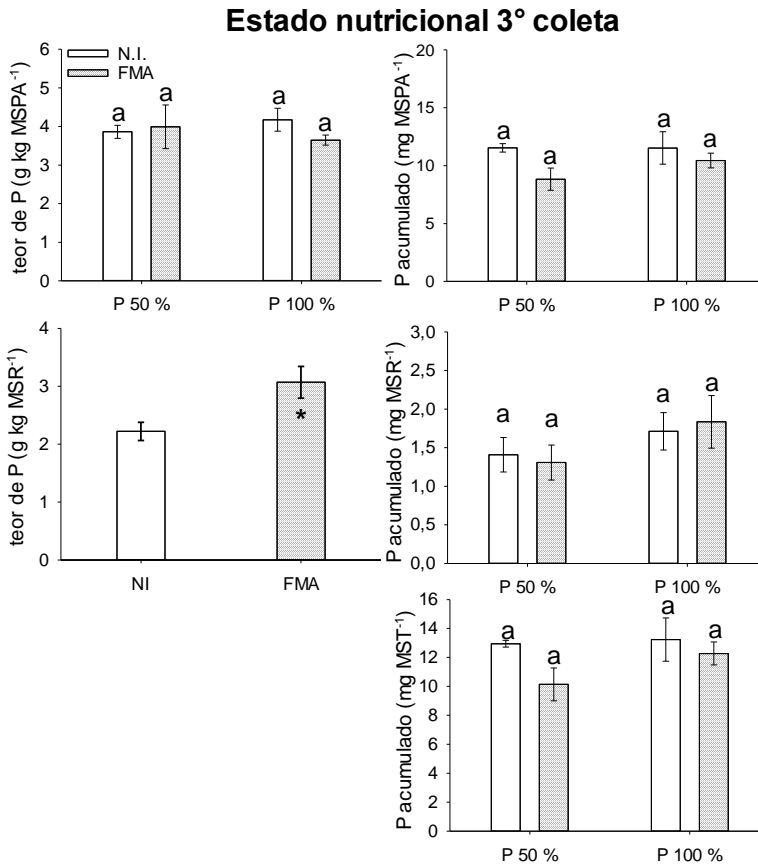 Estado nutricional 3° coleta
N.I.
FMA
teor de P (g kg MSPA⁻¹)
6
5
4
3
2
1
0
a a a a
P 50 % P 100 %
P acumulado (mg MSPA⁻¹)
20
15
10
5
0
a a a a
P 50 % P 100 %
teor de P (g kg MSR⁻¹)
4
3
2
1
0
*
NI FMA
P acumulado (mg MSR⁻¹)
3,0
2,5
2,0
1,5
1,0
0,5
0,0
a a a a
P 50 % P 100 %
P acumulado (mg MST⁻¹)
16
14
12
10
8
6
4
2
0
a a a a
P 50 % P 100 %